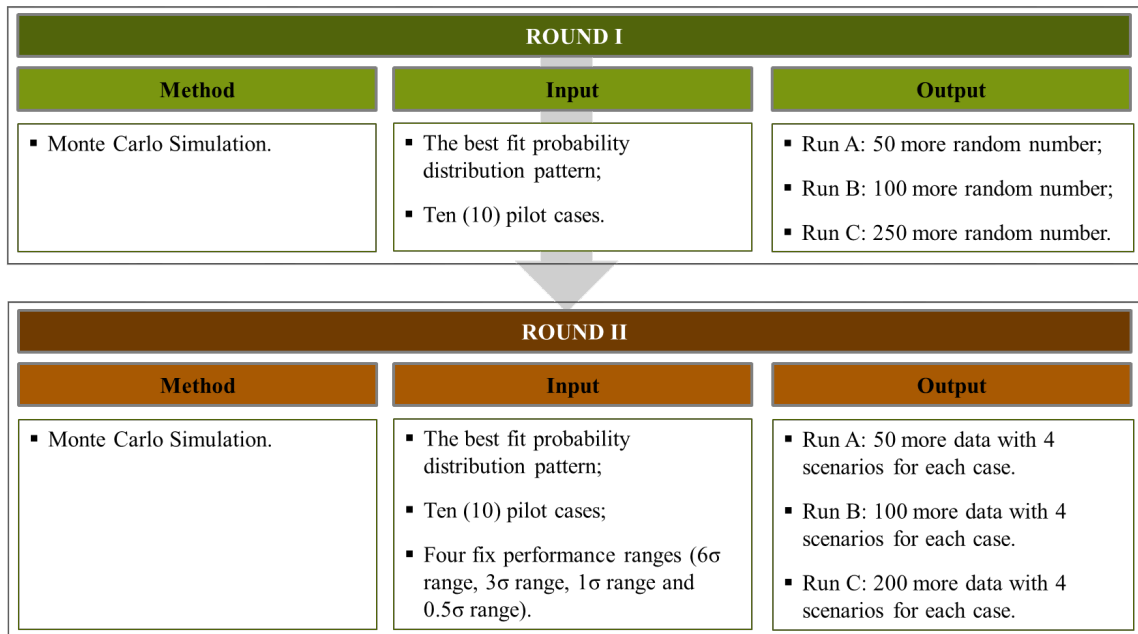 ROUND I
Method
Input
Output
▪ Monte Carlo Simulation.
▪ The best fit probability
distribution pattern;
▪ Ten (10) pilot cases.
▪ Run A: 50 more random number;
▪ Run B: 100 more random number;
▪ Run C: 250 more random number.
ROUND II
Method
Input
Output
▪ Monte Carlo Simulation.
▪ The best fit probability
distribution pattern;
▪ Ten (10) pilot cases;
▪ Four fix performance ranges (6σ
range, 3σ range, 1σ range and
0.5σ range).
▪ Run A: 50 more data with 4
scenarios for each case.
▪ Run B: 100 more data with 4
scenarios for each case.
▪ Run C: 200 more data with 4
scenarios for each case.